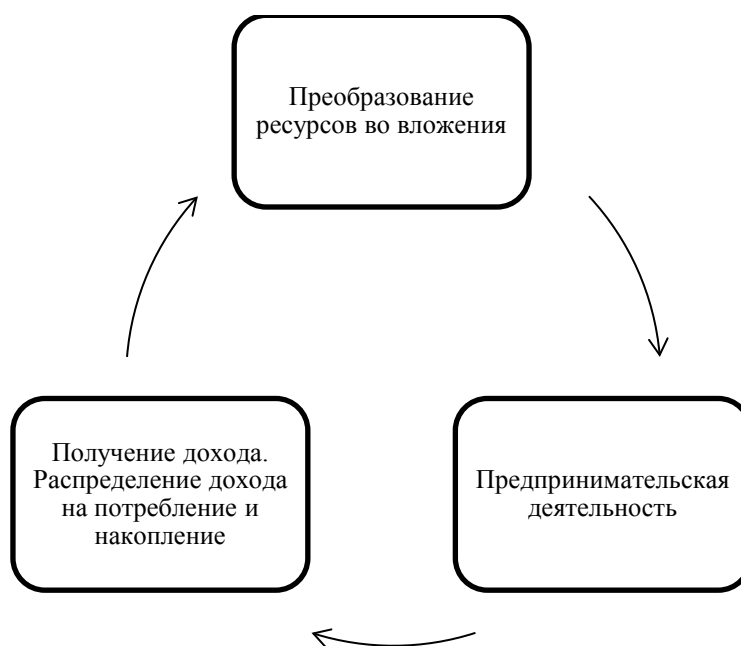 Преобразование
ресурсов во вложения
Получение дохода.
Распределение дохода
на потребление и
накопление
Предпринимательская
деятельность